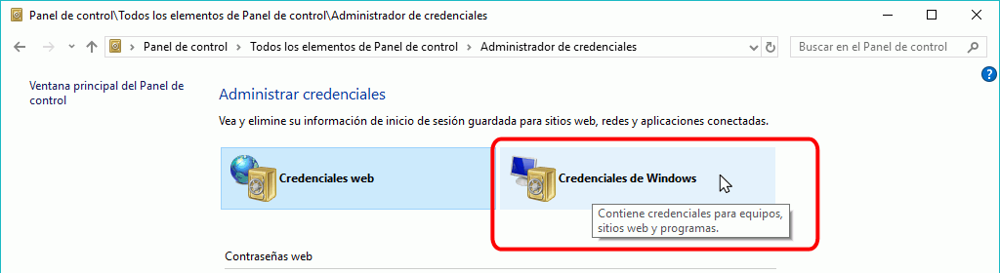 Panel de control\Todos los elementos de Panel de control\Administrador de credenciales
Panel de control > Todos los elementos de Panel de control > Administrador de credenciales
Buscar en el Panel de control
?
Ventana principal del Panel de
control
Administrar credenciales
Vea y elimine su información de inicio de sesión guardada para sitios web, redes y aplicaciones conectadas.
Credenciales web
Credenciales de Windows
Contiene credenciales para equipos,
sitios web y programas.
Contraseñas web